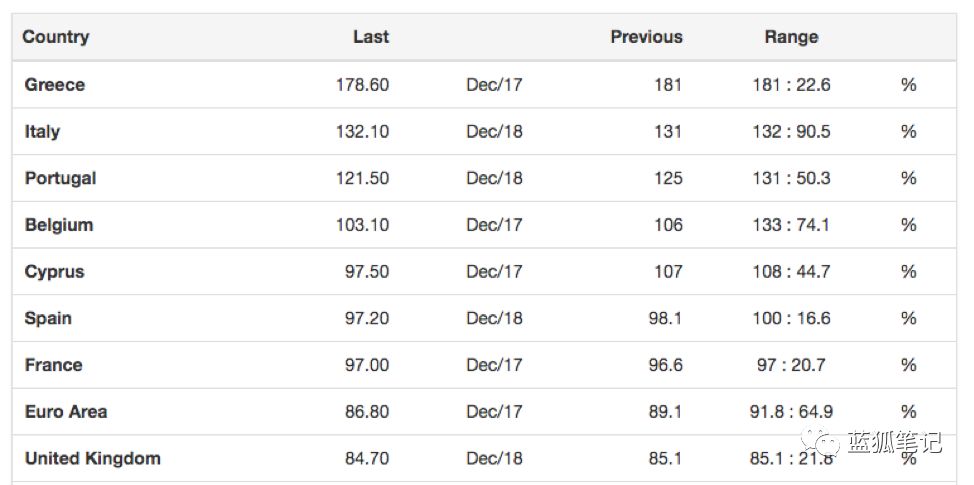 Country Last Previous Range
Greece 178.60 Dec/17 181 181 : 22.6 %
Italy 132.10 Dec/18 131 132 : 90.5 %
Portugal 121.50 Dec/18 125 131 : 50.3 %
Belgium 103.10 Dec/17 106 133 : 74.1 %
Cyprus 97.50 Dec/17 107 108 : 44.7 %
Spain 97.20 Dec/18 98.1 100 : 16.6 %
France 97.00 Dec/17 96.6 97 : 20.7 %
Euro Area 86.80 Dec/17 89.1 91.8 : 64.9 %
United Kingdom 84.70 Dec/18 85.1 85.1 : 21.8 %
蓝狐笔记